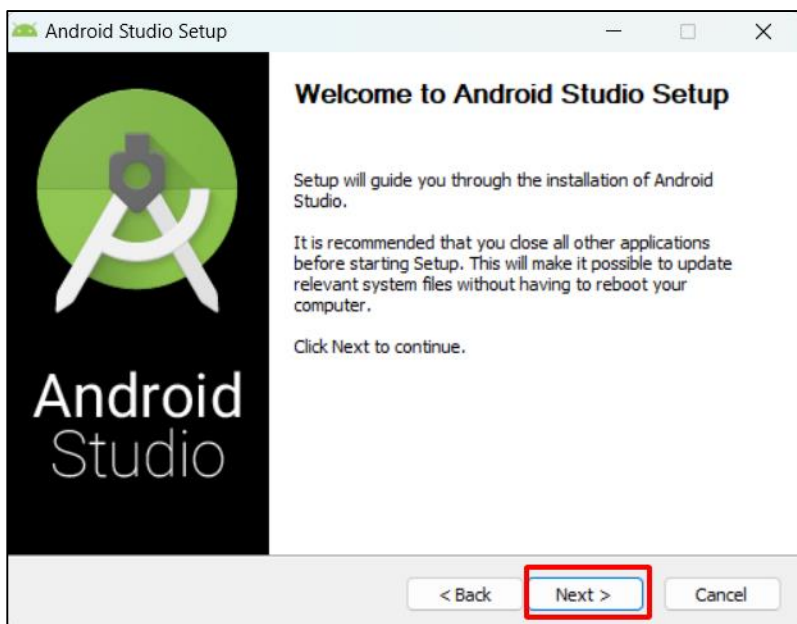 Android Studio Setup
Welcome to Android Studio Setup
Setup will guide you through the installation of Android
Studio.
It is recommended that you close all other applications
before starting Setup. This will make it possible to update
relevant system files without having to reboot your
computer.
Click Next to continue.
Android
Studio
< Back Next > Cancel